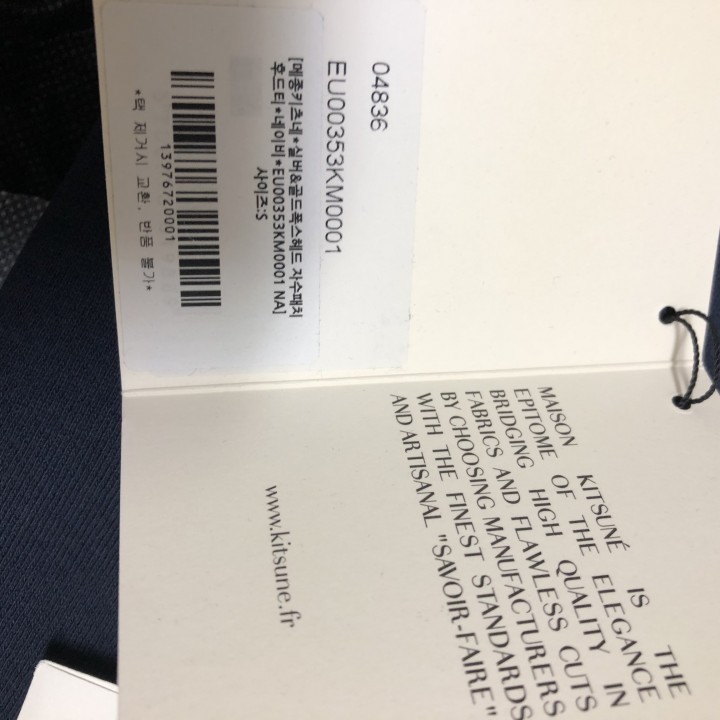 04836
EU00353KM0001
[메종키츠네*실버&골드폭스헤드 자수패치
후드티*네이비*EU00353KM0001 NA]
사이즈:S
13976720001
*택 제거시 교환, 반품 불가*
MAISON KITSUNÉ IS THE
EPITOME OF THE ELEGANCE
BRIDGING HIGH QUALITY IN
FABRICS AND FLAWLESS CUTS
BY CHOOSING MANUFACTURERS
WITH THE FINEST STANDARDS
AND ARTISANAL "SAVOIR-FAIRE"
www.kitsune.fr